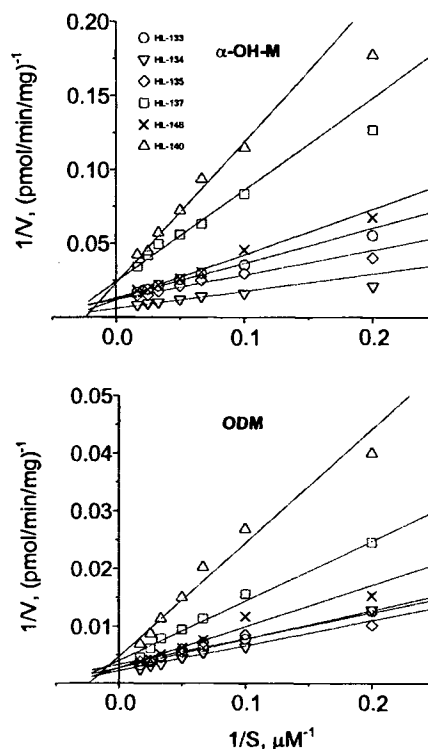 0.20
0.15
0.10
0.05
1/V, (pmol/min/mg)⁻¹
α-OH-M
HL-133
HL-134
HL-135
HL-137
HL-148
HL-140
0.0
0.1
0.2
0.05
0.04
0.03
0.02
0.01
1/V, (pmol/min/mg)⁻¹
ODM
0.0
0.1
0.2
1/S, μM⁻¹